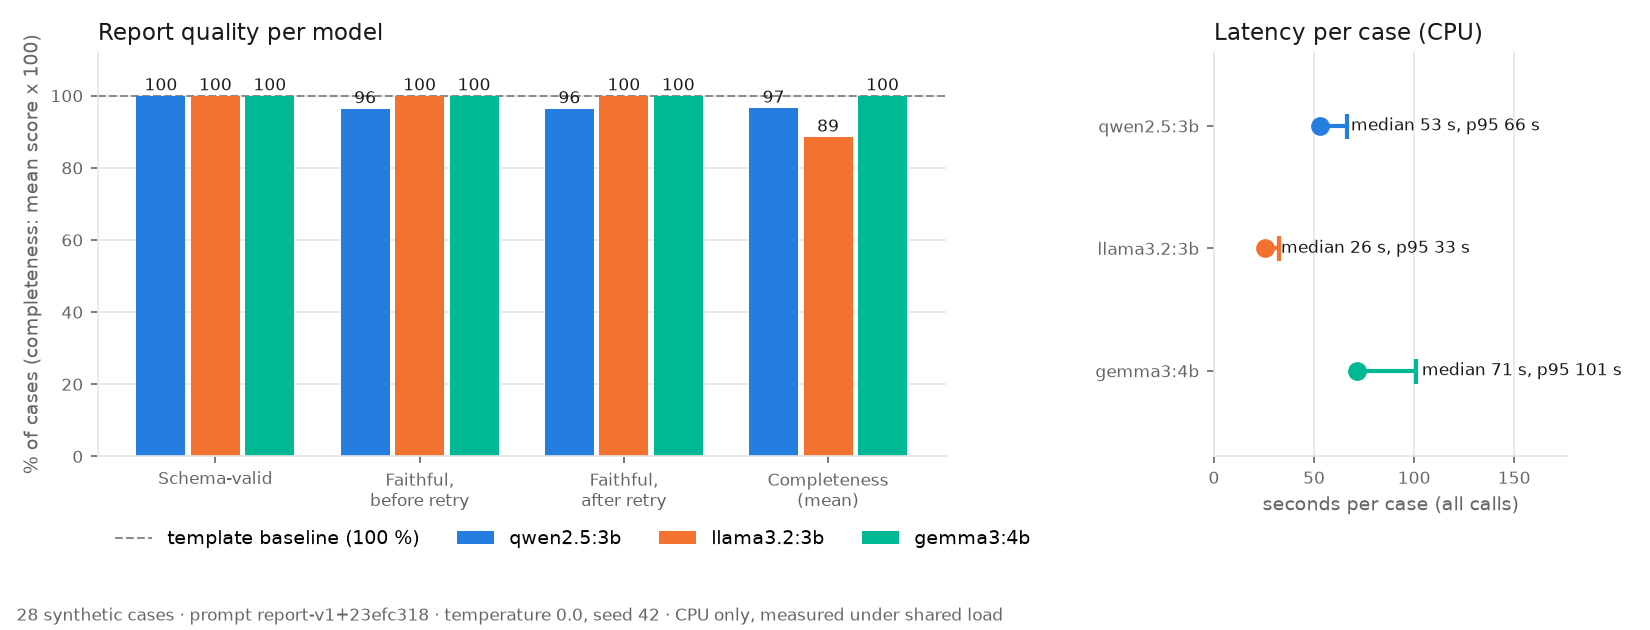 Report quality per model
% of cases (completeness: mean score x 100)
100
80
60
40
20
0
100 100 100
96 100 100
96 100 100
97 89 100
Schema-valid
Faithful,
before retry
Faithful,
after retry
Completeness
(mean)
template baseline (100 %) qwen2.5:3b llama3.2:3b gemma3:4b
Latency per case (CPU)
qwen2.5:3b
median 53 s, p95 66 s
llama3.2:3b
median 26 s, p95 33 s
gemma3:4b
median 71 s, p95 101 s
0 50 100 150
seconds per case (all calls)
28 synthetic cases · prompt report-v1+23efc318 · temperature 0.0, seed 42 · CPU only, measured under shared load